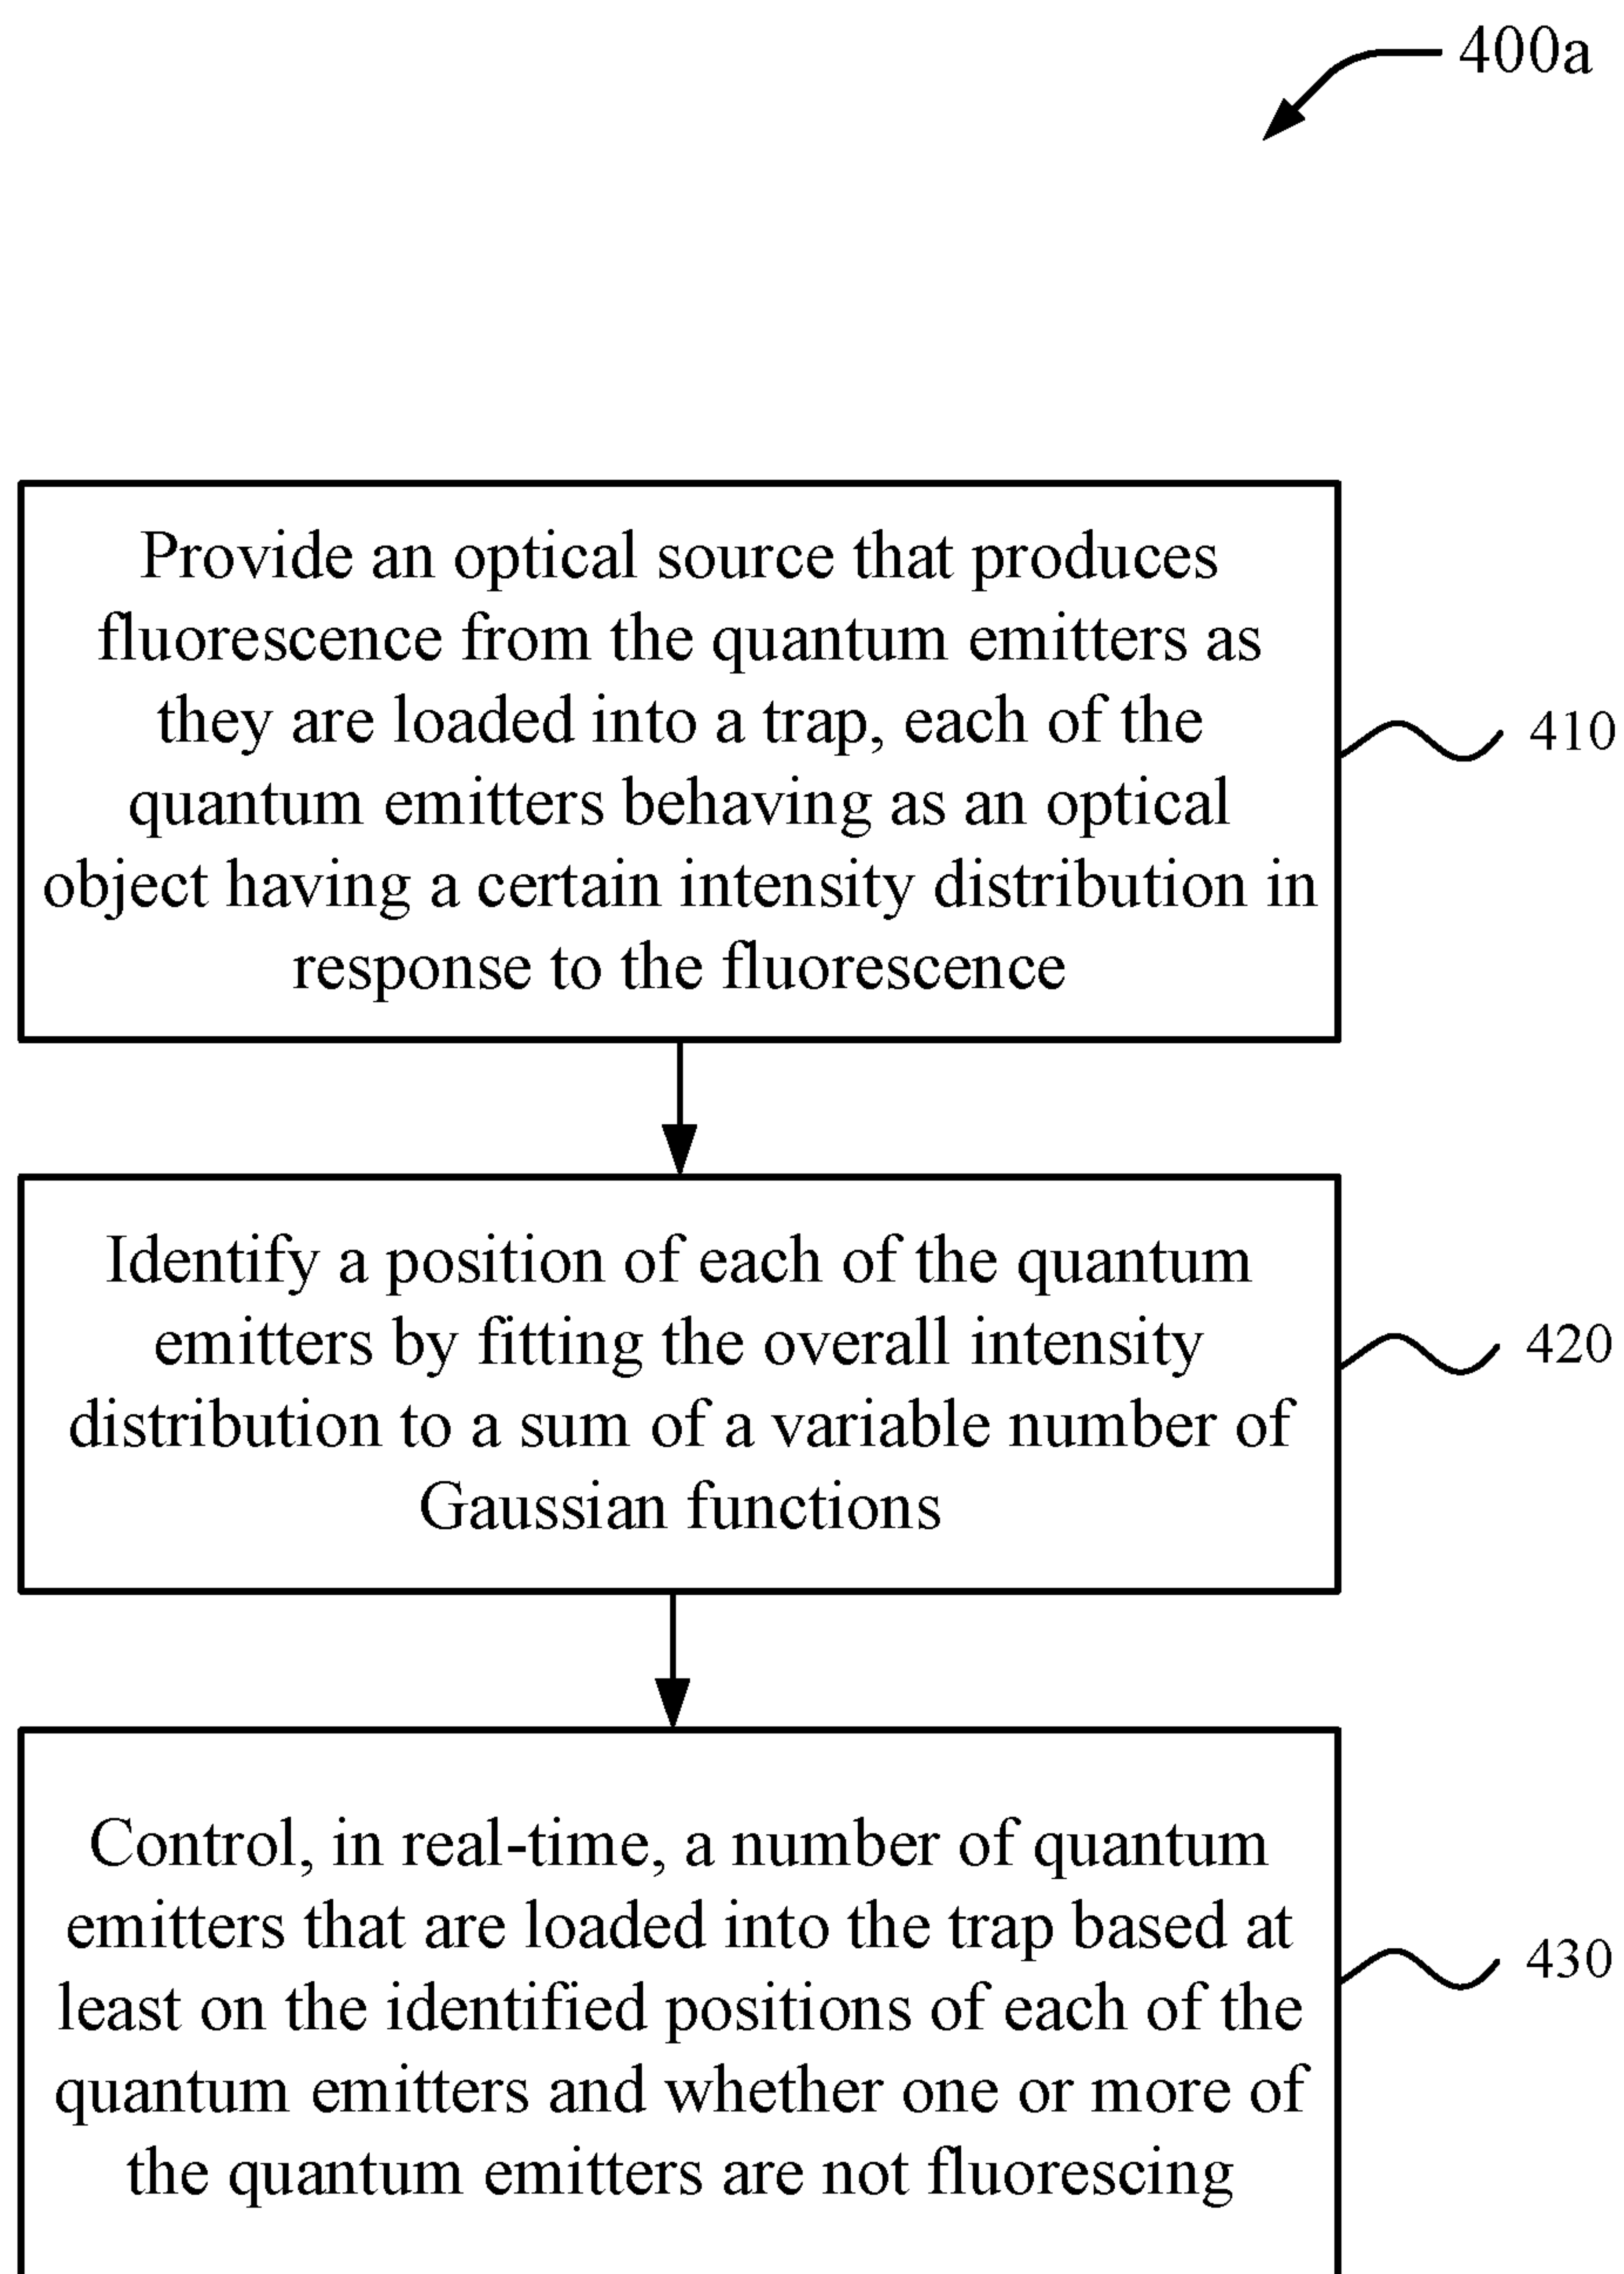 400a
Provide an optical source that produces
fluorescence from the quantum emitters as
they are loaded into a trap, each of the
quantum emitters behaving as an optical
object having a certain intensity distribution in
response to the fluorescence
410
Identify a position of each of the quantum
emitters by fitting the overall intensity
distribution to a sum of a variable number of
Gaussian functions
420
Control, in real-time, a number of quantum
emitters that are loaded into the trap based at
least on the identified positions of each of the
quantum emitters and whether one or more of
the quantum emitters are not fluorescing
430